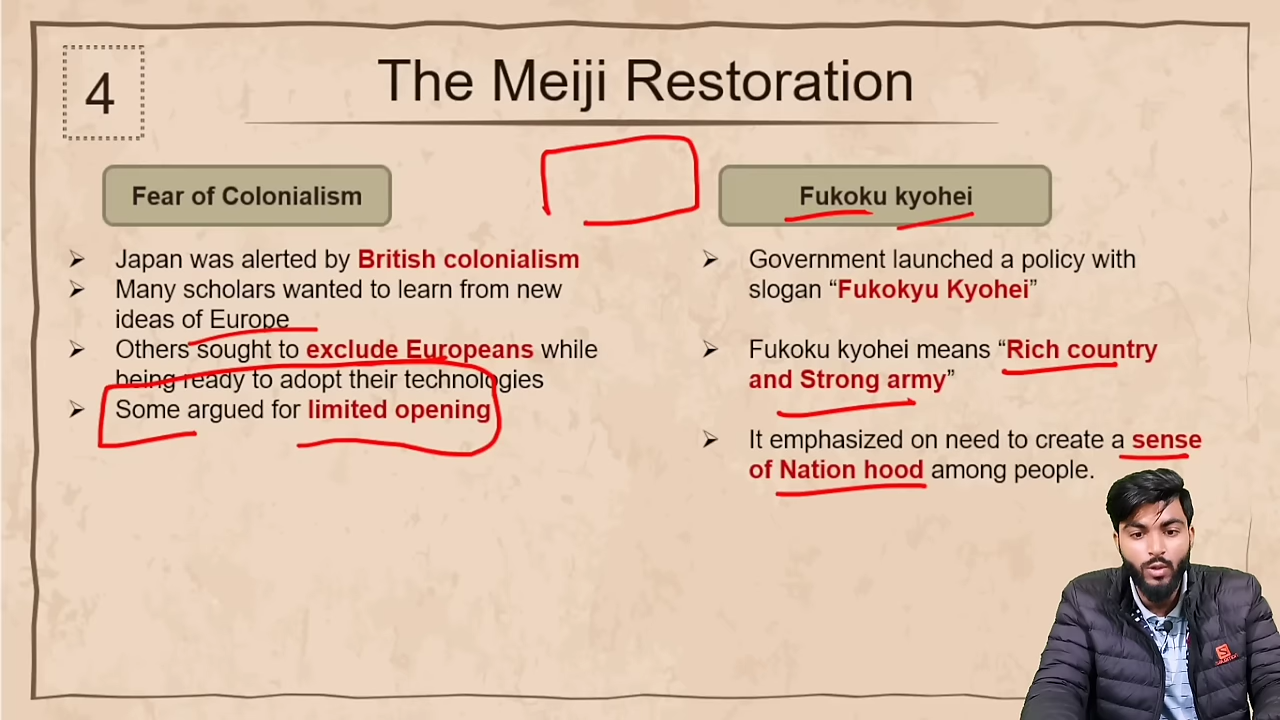 4
The Meiji Restoration
Fear of Colonialism
➢ Japan was alerted by British colonialism
➢ Many scholars wanted to learn from new
ideas of Europe
➢ Others sought to exclude Europeans while
being ready to adopt their technologies
➢ Some argued for limited opening
Fukoku kyohei
➢ Government launched a policy with
slogan “Fukokyu Kyohei”
➢ Fukoku kyohei means “Rich country
and Strong army”
➢ It emphasized on need to create a sense
of Nation hood among people.